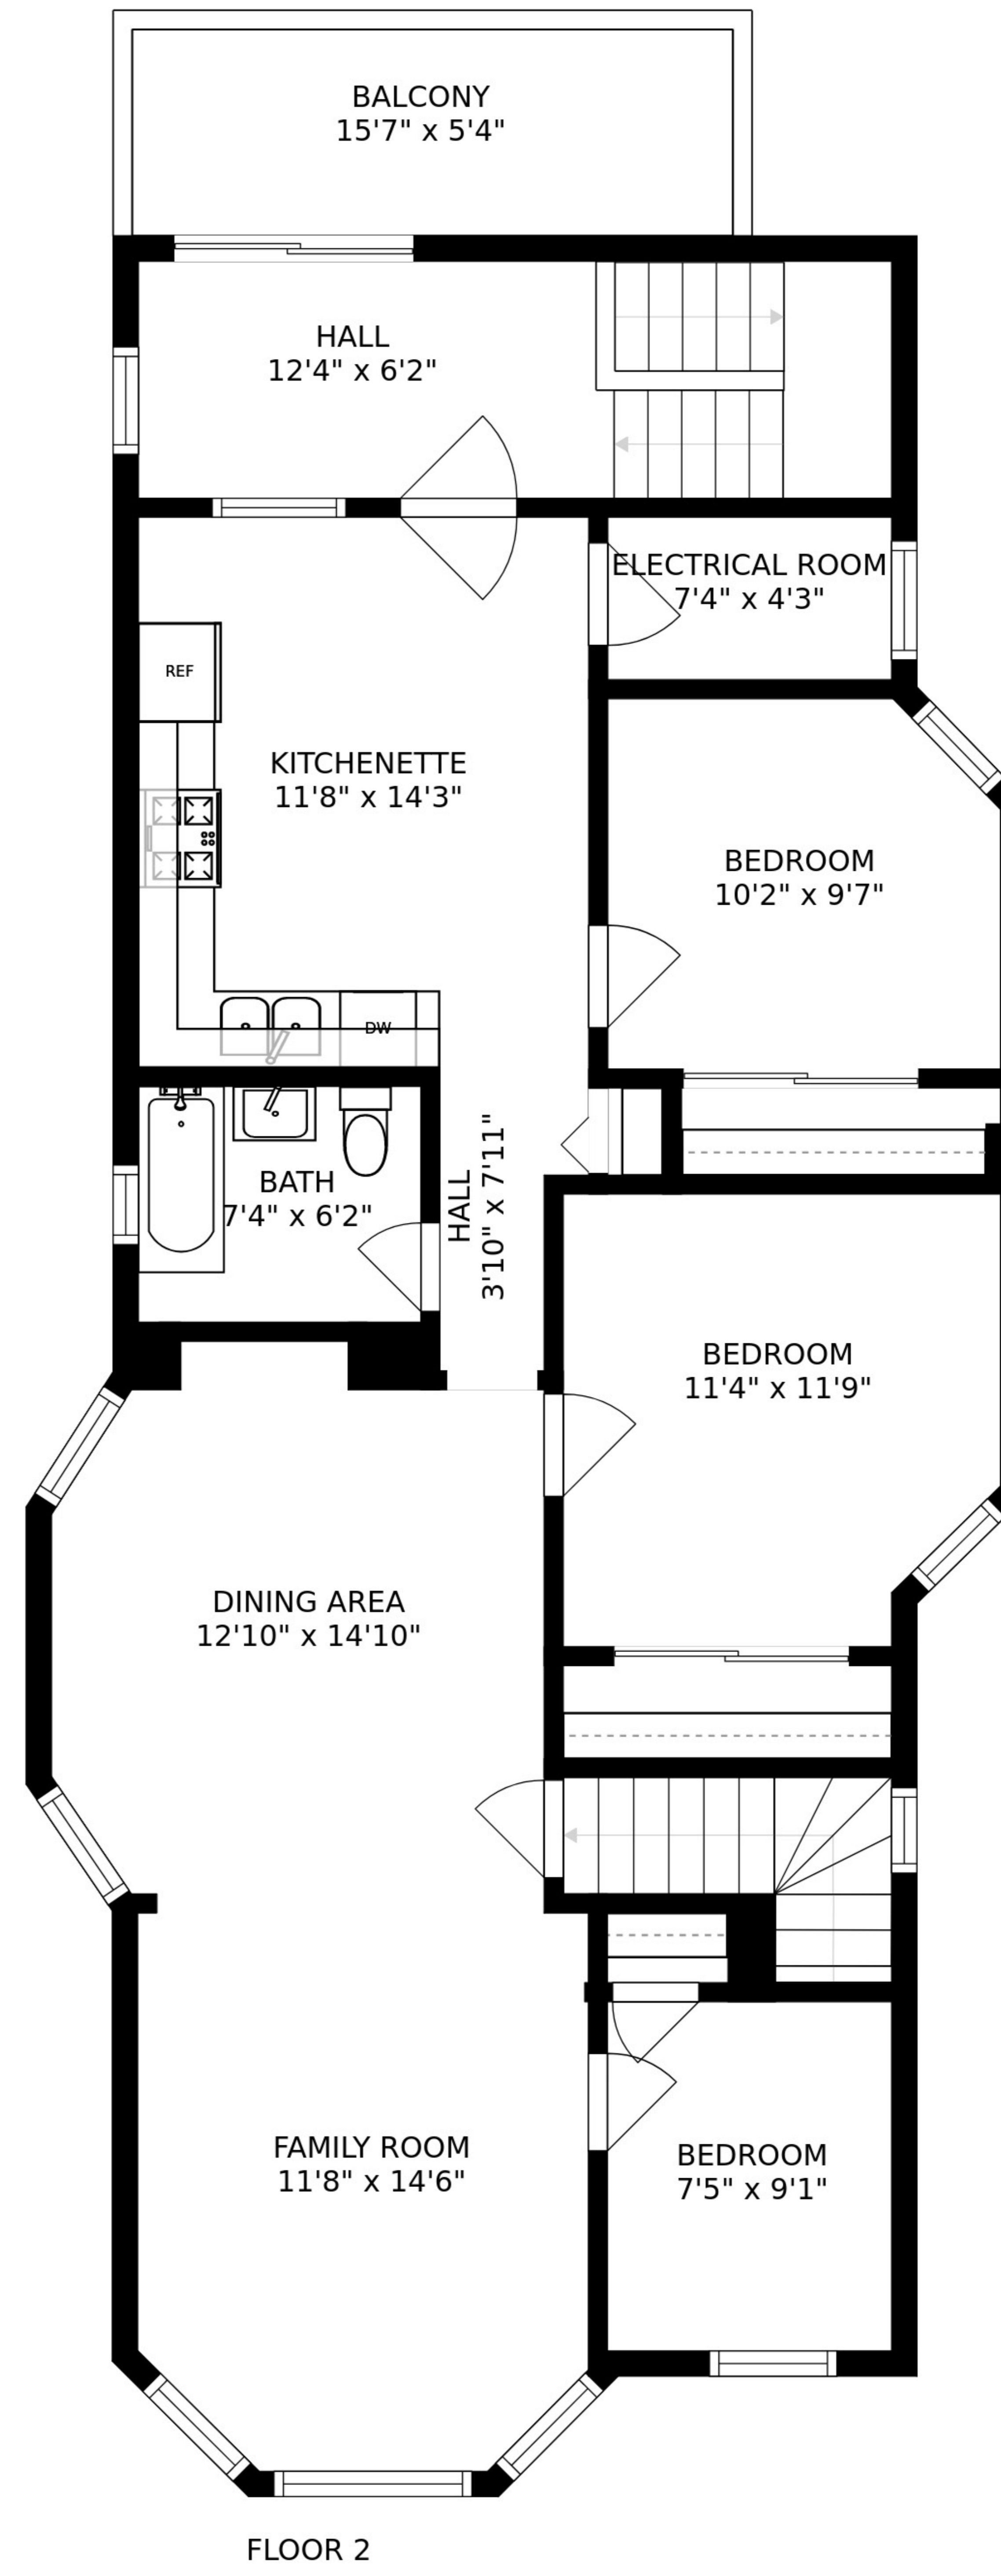 BALCONY
15'7" x 5'4"
HALL
12'4" x 6'2"
ELECTRICAL ROOM
7'4" x 4'3"
REF
KITCHENETTE
11'8" x 14'3"
BEDROOM
10'2" x 9'7"
DW
BATH
7'4" x 6'2"
HALL
3'10" x 7'11"
BEDROOM
11'4" x 11'9"
DINING AREA
12'10" x 14'10"
FAMILY ROOM
11'8" x 14'6"
BEDROOM
7'5" x 9'1"
FLOOR 2